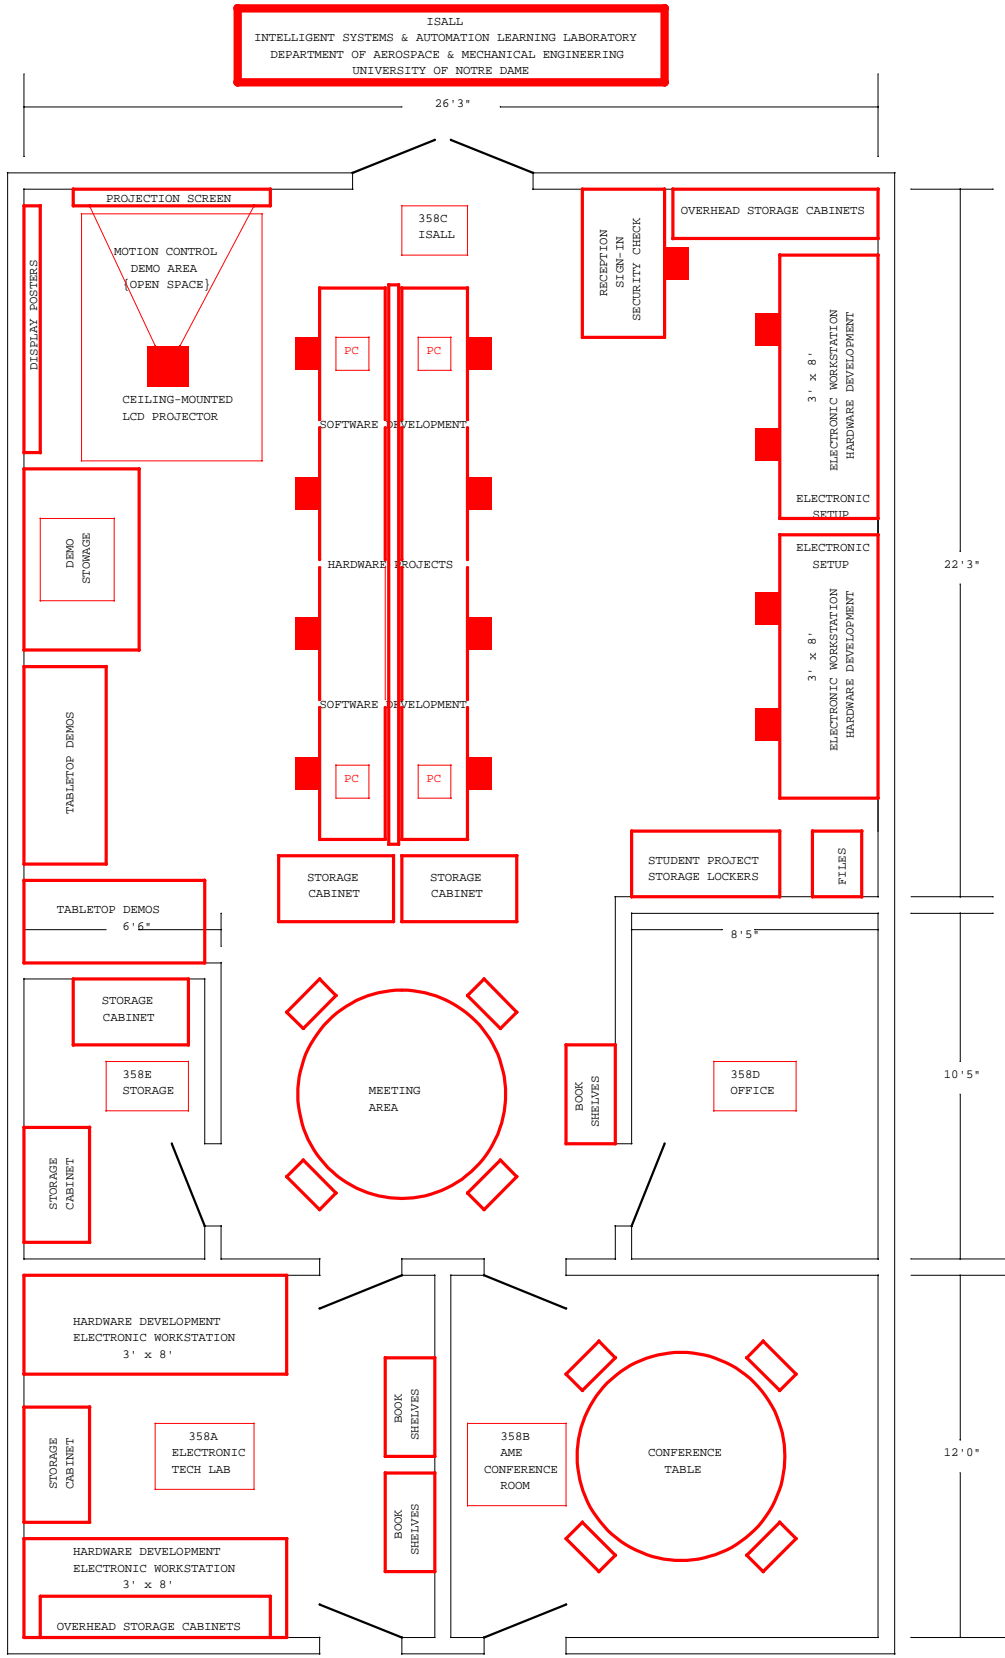 ISALL
INTELLIGENT SYSTEMS & AUTOMATION LEARNING LABORATORY
DEPARTMENT OF AEROSPACE & MECHANICAL ENGINEERING
UNIVERSITY OF NOTRE DAME
26'3"
PROJECTION SCREEN
MOTION CONTROL
DEMO AREA
{OPEN SPACE}
CEILING-MOUNTED
LCD PROJECTOR
DISPLAY POSTERS
358C
ISALL
RECEPTION
SIGN-IN
SECURITY CHECK
OVERHEAD STORAGE CABINETS
PC
PC
SOFTWARE DEVELOPMENT
HARDWARE PROJECTS
SOFTWARE DEVELOPMENT
PC
PC
3' x 8'
ELECTRONIC WORKSTATION
HARDWARE DEVELOPMENT
ELECTRONIC
SETUP
ELECTRONIC
SETUP
3' x 8'
ELECTRONIC WORKSTATION
HARDWARE DEVELOPMENT
22'3"
DEMO
STOWAGE
TABLETOP DEMOS
TABLETOP DEMOS
6'6"
STORAGE
CABINET
STORAGE
CABINET
STUDENT PROJECT
STORAGE LOCKERS
FILES
8'5"
STORAGE
CABINET
358E
STORAGE
STORAGE
CABINET
MEETING
AREA
BOOK
SHELVES
358D
OFFICE
10'5"
HARDWARE DEVELOPMENT
ELECTRONIC WORKSTATION
3' x 8'
STORAGE
CABINET
358A
ELECTRONIC
TECH LAB
BOOK
SHELVES
BOOK
SHELVES
358B
AME
CONFERENCE
ROOM
CONFERENCE
TABLE
12'0"
HARDWARE DEVELOPMENT
ELECTRONIC WORKSTATION
3' x 8'
OVERHEAD STORAGE CABINETS